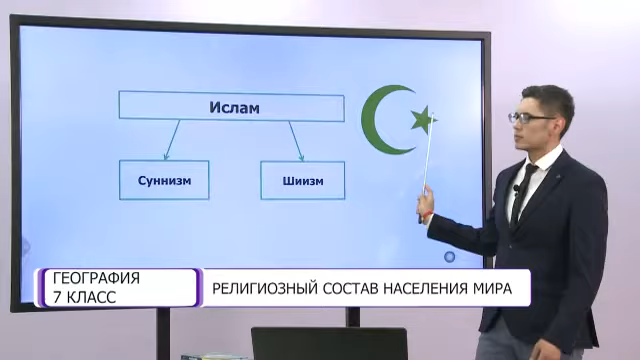 Ислам
Суннизм
Шиизм
ГЕОГРАФИЯ
7 КЛАСС
РЕЛИГИОЗНЫЙ СОСТАВ НАСЕЛЕНИЯ МИРА